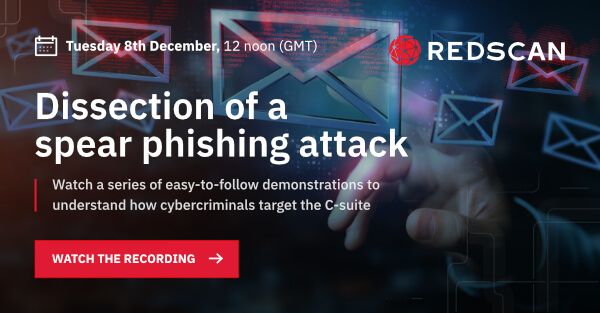 Tuesday 8th December, 12 noon (GMT)
REDSCAN
Dissection of a
spear phishing attack
Watch a series of easy-to-follow demonstrations to
understand how cybercriminals target the C-suite
WATCH THE RECORDING →